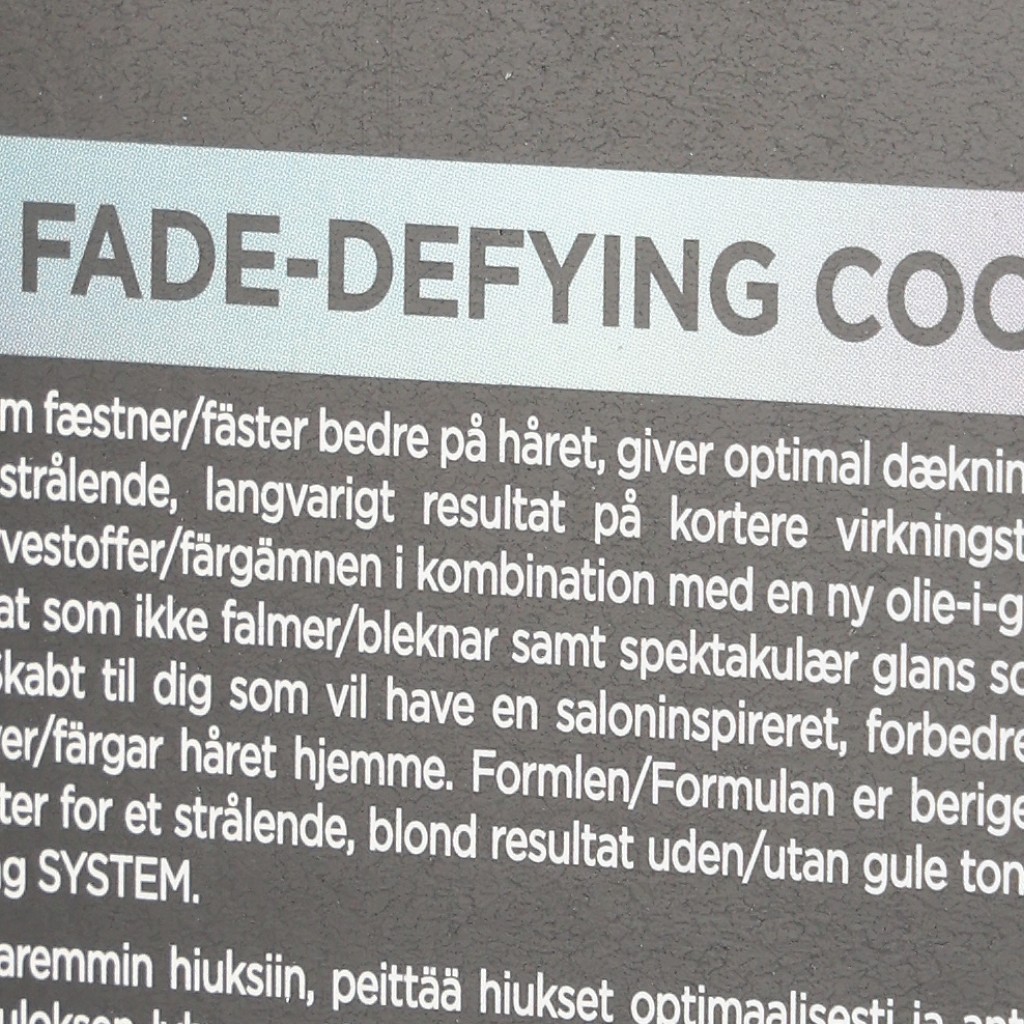 FADE-DEFYING COO
m fæstner/fäster bedre på håret, giver optimal dæknin
strålende, langvarigt resultat på kortere virkningst
vestoffer/färgämnen i kombination med en ny olie-i-g
at som ikke falmer/bleknar samt spektakulær glans so
Skabt til dig som vil have en saloninspireret, forbedre
er/färgar håret hjemme. Formlen/Formulan er berige
ter for et strålende, blond resultat uden/utan gule ton
g SYSTEM.
aremmin hiuksiin, peittää hiukset optimaalisesti ja ant